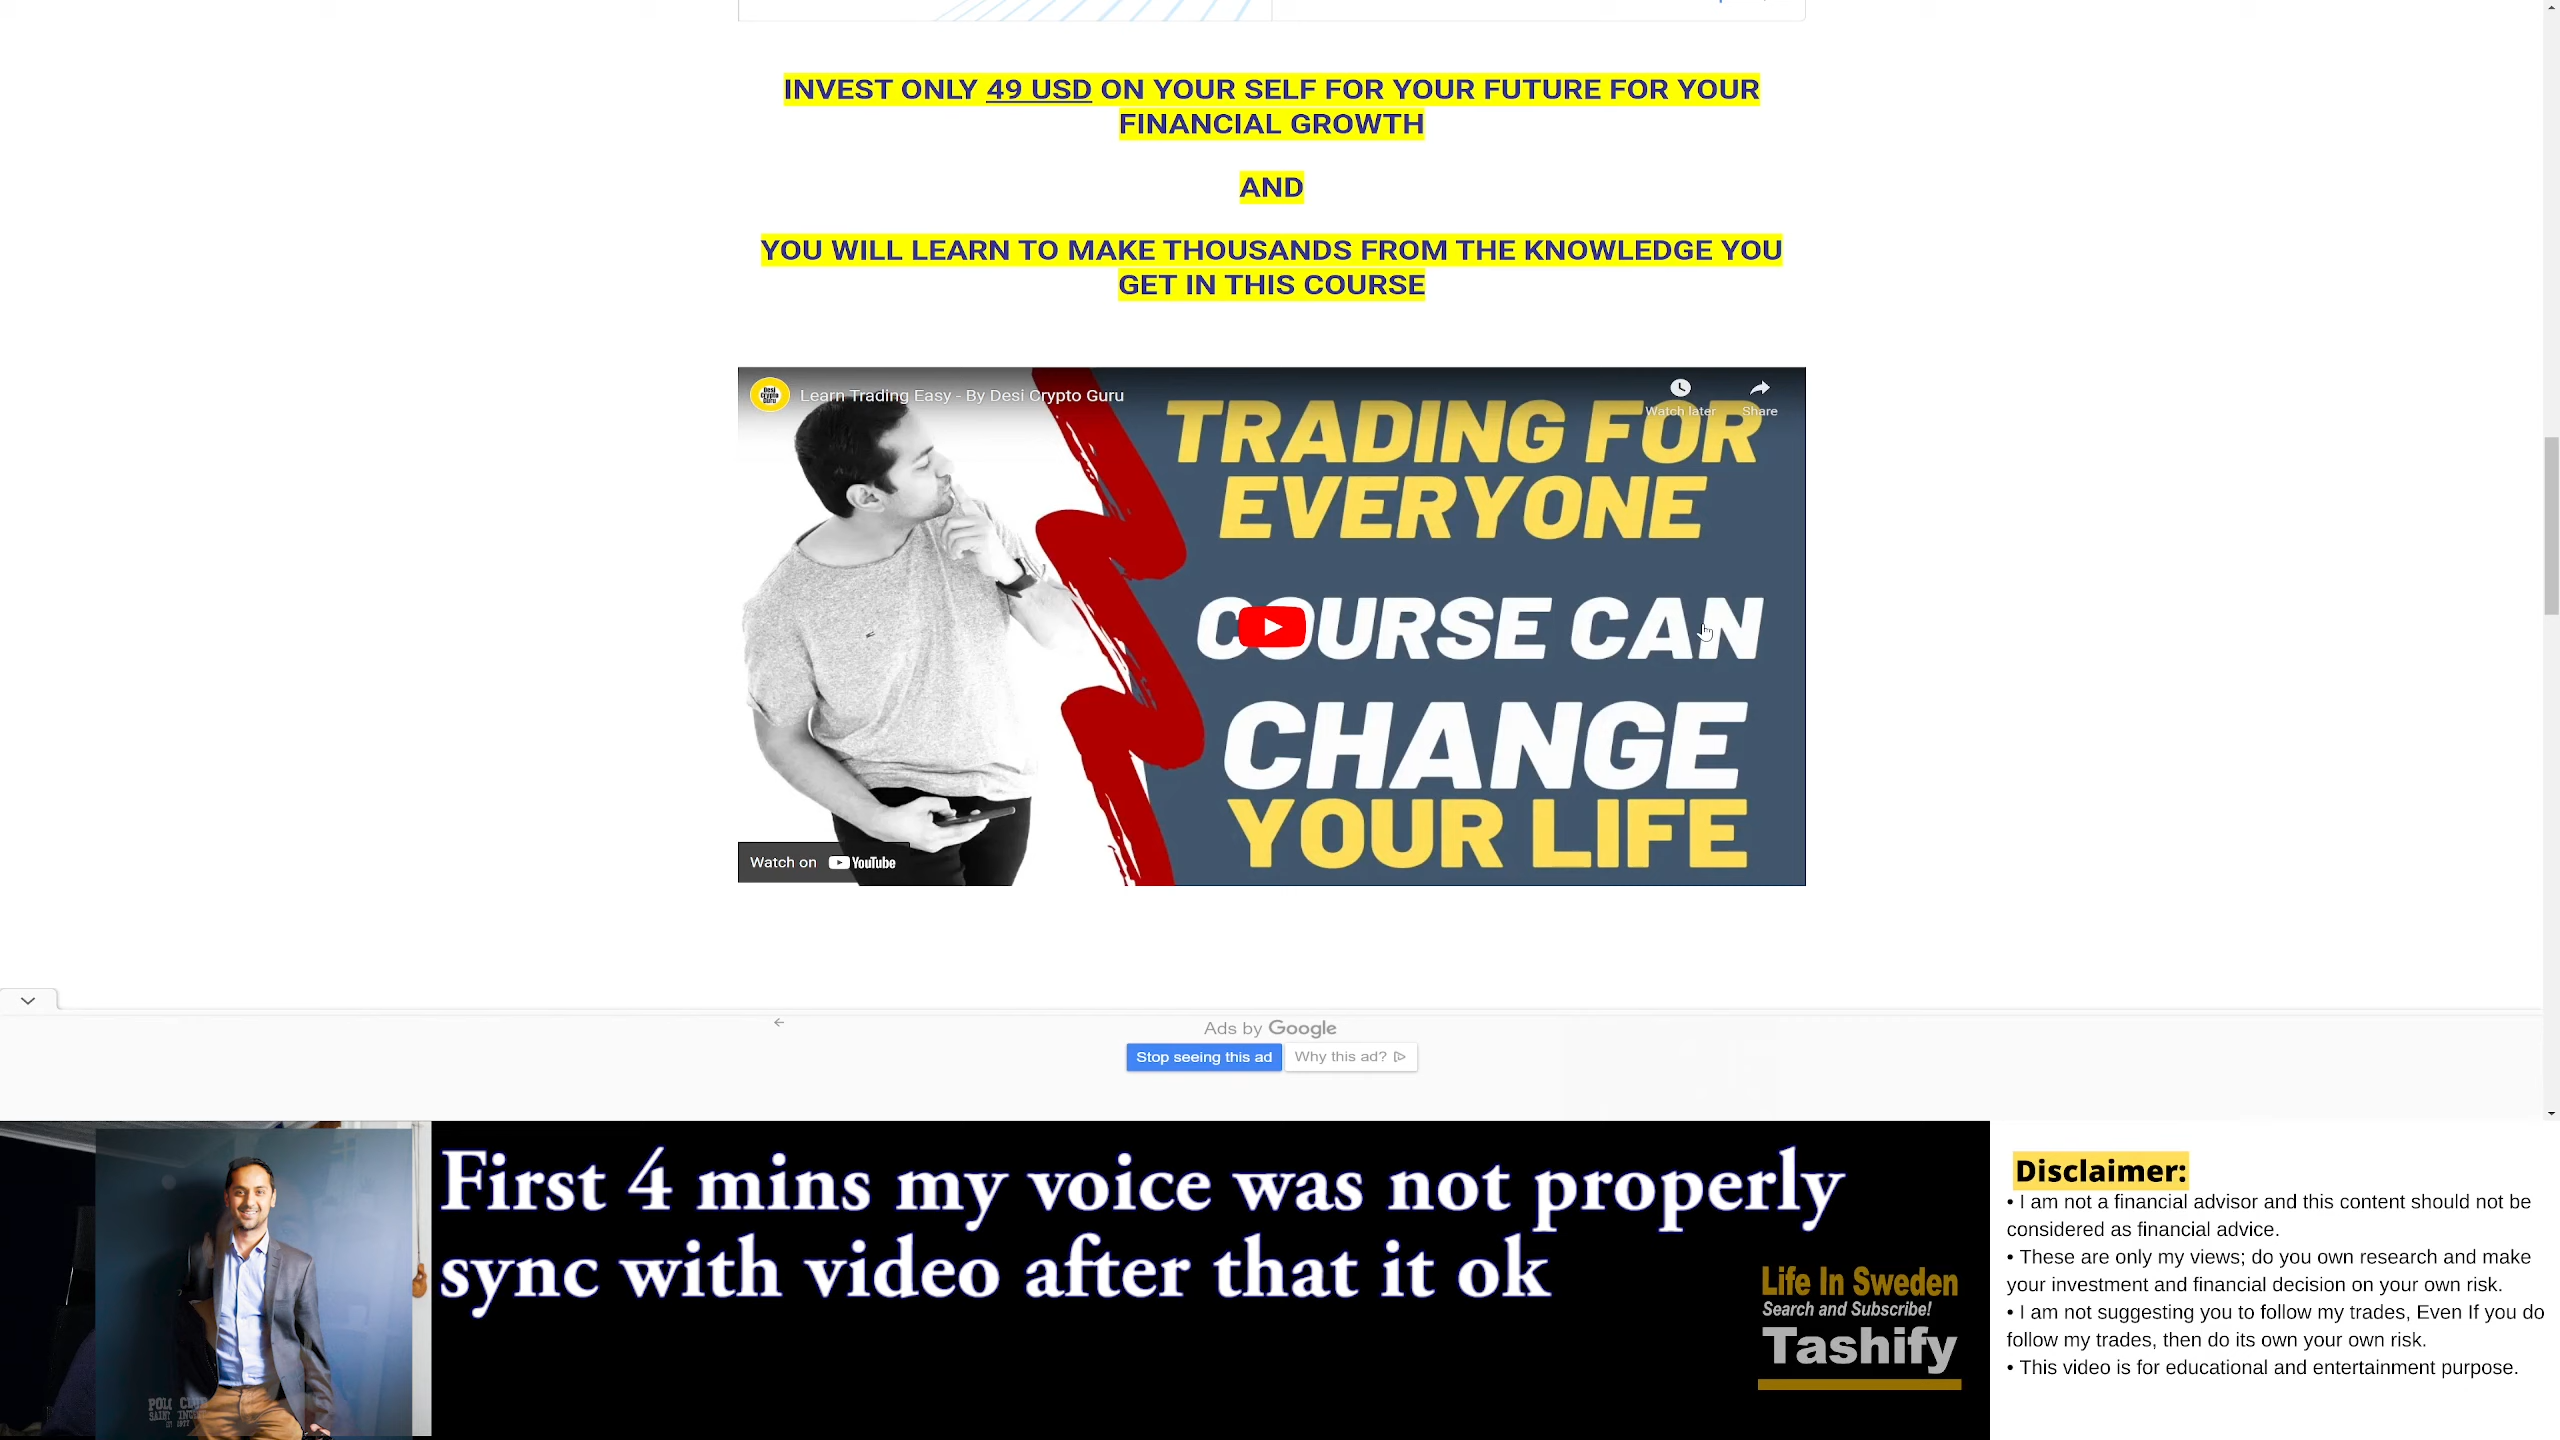 INVEST ONLY 49 USD ON YOUR SELF FOR YOUR FUTURE FOR YOUR
FINANCIAL GROWTH
AND
YOU WILL LEARN TO MAKE THOUSANDS FROM THE KNOWLEDGE YOU
GET IN THIS COURSE
Desi
Crypto
Guru
Learn Trading Easy - By Desi Crypto Guru
Watch later
Share
TRADING FOR
EVERYONE
COURSE CAN
CHANGE
YOUR LIFE
Watch on YouTube
Ads by Google
Stop seeing this ad
Why this ad?
First 4 mins my voice was not properly
sync with video after that it ok
Life In Sweden
Search and Subscribe!
Tashify
Disclaimer:
• I am not a financial advisor and this content should not be
considered as financial advice.
• These are only my views; do you own research and make
your investment and financial decision on your own risk.
• I am not suggesting you to follow my trades, Even If you do
follow my trades, then do its own your own risk.
• This video is for educational and entertainment purpose.